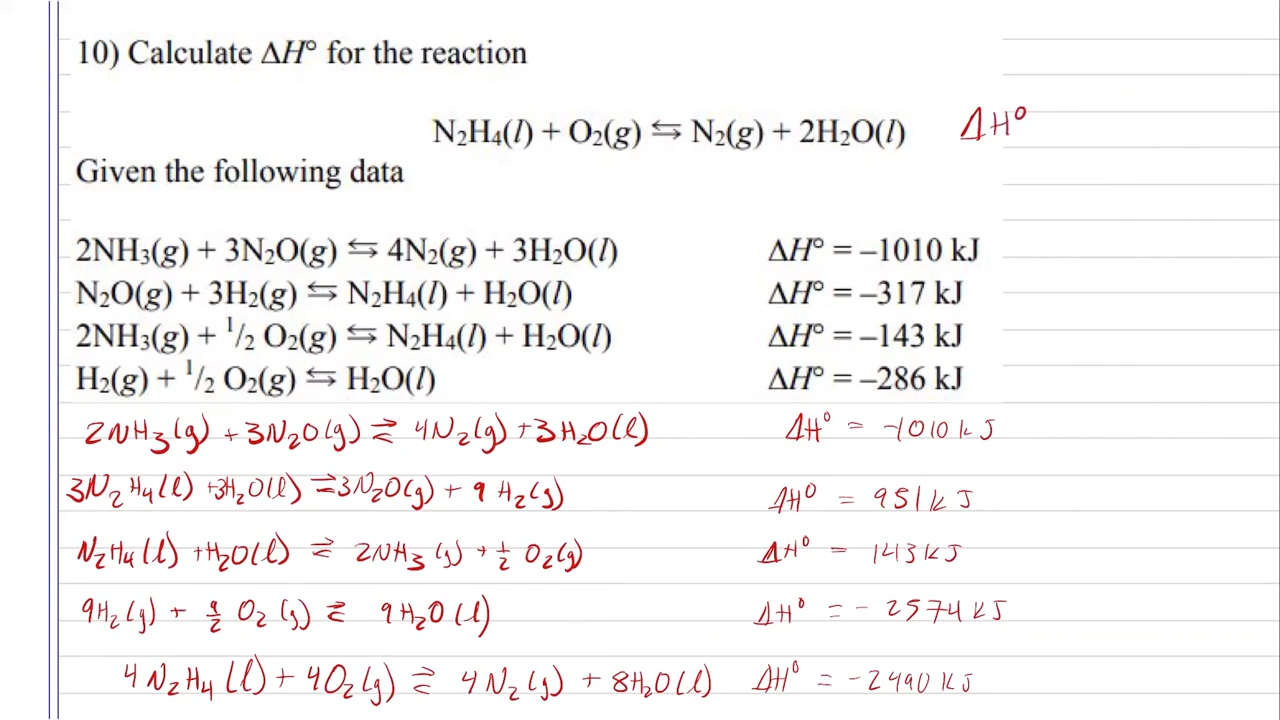 10) Calculate ΔH° for the reaction
N₂H₄(l) + O₂(g) ⇆ N₂(g) + 2H₂O(l) ΔH°
Given the following data
2NH₃(g) + 3N₂O(g) ⇆ 4N₂(g) + 3H₂O(l) ΔH° = –1010 kJ
N₂O(g) + 3H₂(g) ⇆ N₂H₄(l) + H₂O(l) ΔH° = –317 kJ
2NH₃(g) + ¹/₂ O₂(g) ⇆ N₂H₄(l) + H₂O(l) ΔH° = –143 kJ
H₂(g) + ¹/₂ O₂(g) ⇆ H₂O(l) ΔH° = –286 kJ
2NH₃(g) + 3N₂O(g) ⇄ 4N₂(g) + 3H₂O(l) ΔH° = -1010 kJ
3N₂H₄(l) + 3H₂O(l) ⇄ 3N₂O(g) + 9H₂(g) ΔH° = 951 kJ
N₂H₄(l) + H₂O(l) ⇄ 2NH₃(g) + ½ O₂(g) ΔH° = 143 kJ
9H₂(g) + 9/2 O₂(g) ⇄ 9H₂O(l) ΔH° = -2574 kJ
4N₂H₄(l) + 4O₂(g) ⇄ 4N₂(g) + 8H₂O(l) ΔH° = -2490 kJ